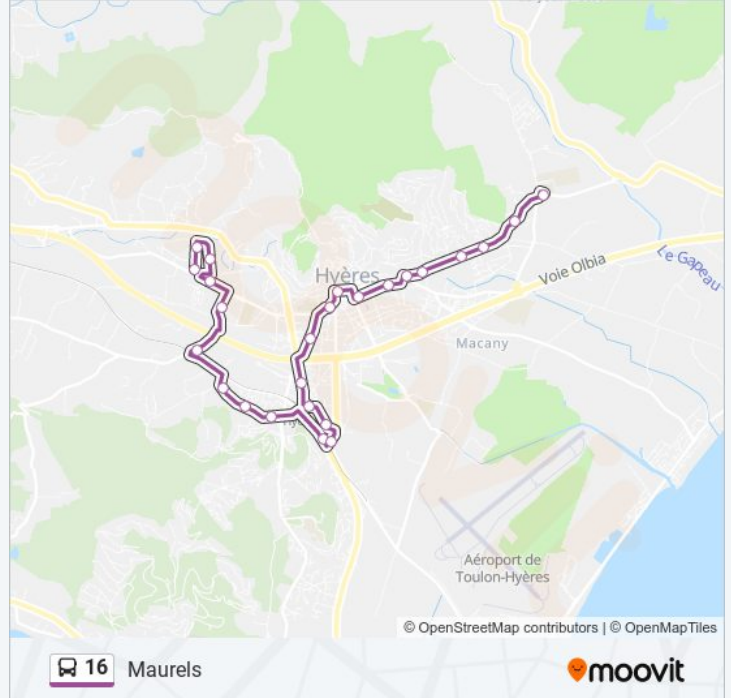 Hyères
Voie Olbia
Le Gapeau
Macany
Aéroport de
Toulon-Hyères
© OpenStreetMap contributors | © OpenMapTiles
16 Maurels
moovit